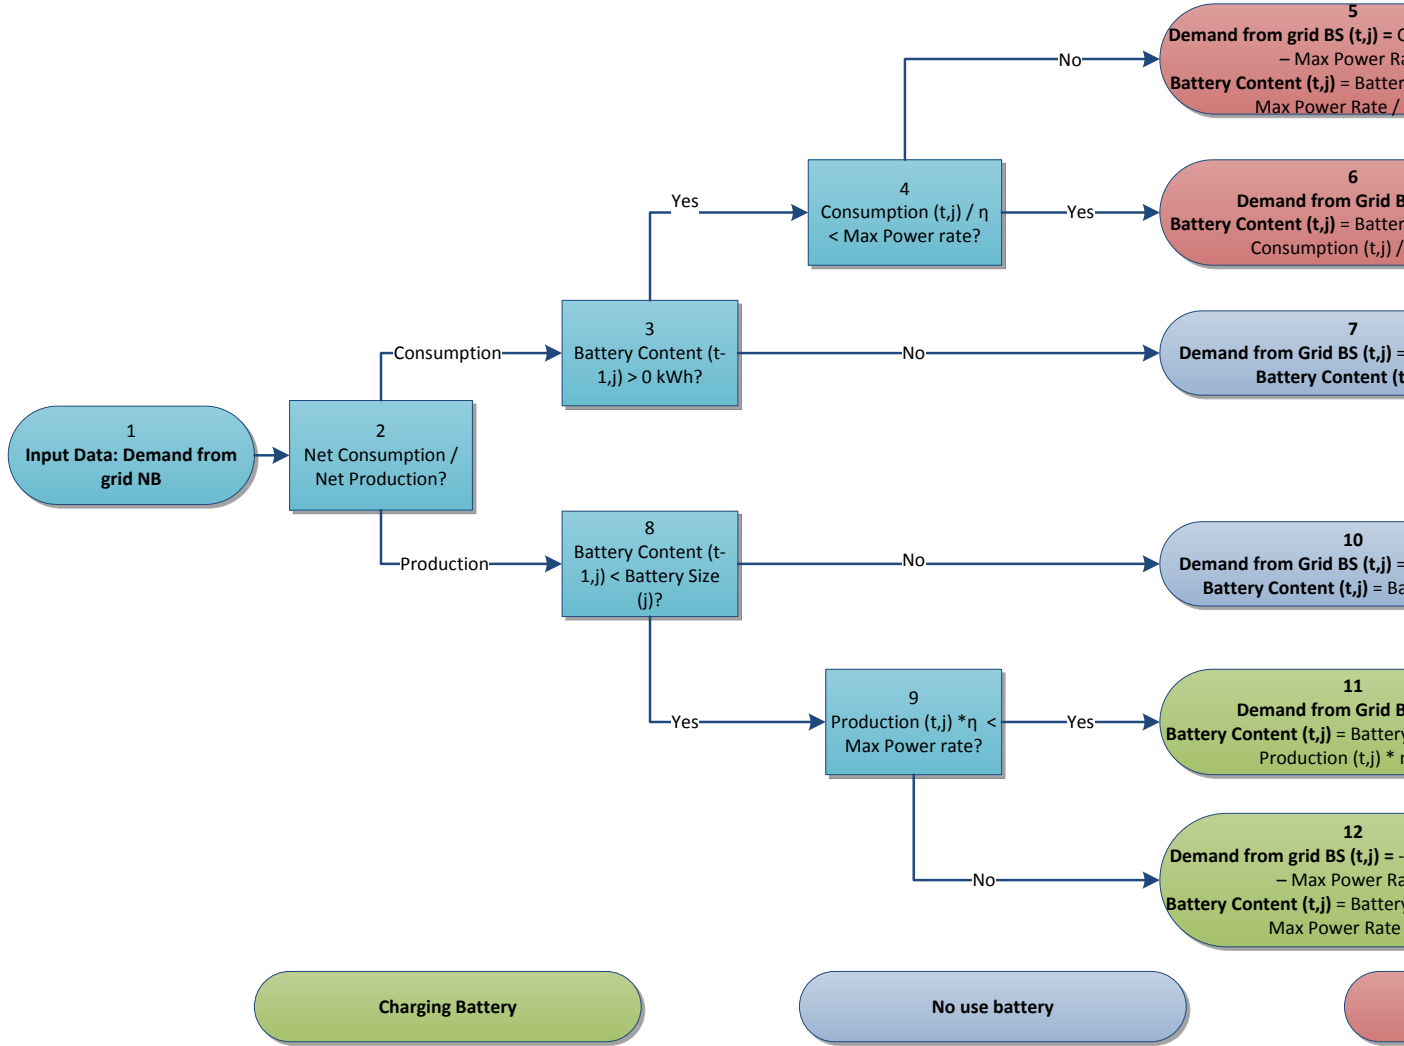 1
Input Data: Demand from
grid NB
2
Net Consumption /
Net Production?
Consumption
Production
3
Battery Content (t-
1,j) > 0 kWh?
Yes
No
4
Consumption (t,j) / η
< Max Power rate?
No
Yes
5
Demand from grid BS (t,j) =
– Max Power
Battery Content (t,j) =
Max Power Rate /
6
Demand from Grid
Battery Content (t,j) =
Consumption (t,j) /
7
Demand from Grid BS (t,j) =
Battery Content
8
Battery Content (t-
1,j) < Battery Size
(j)?
No
Yes
10
Demand from Grid BS (t,j) =
Battery Content (t,j) =
9
Production (t,j) *η <
Max Power rate?
Yes
No
11
Demand from Grid
Battery Content (t,j) = Battery
Production (t,j) *
12
Demand from grid BS (t,j) = -
– Max Power
Battery Content (t,j) = Battery
Max Power Rate
Charging Battery
No use battery